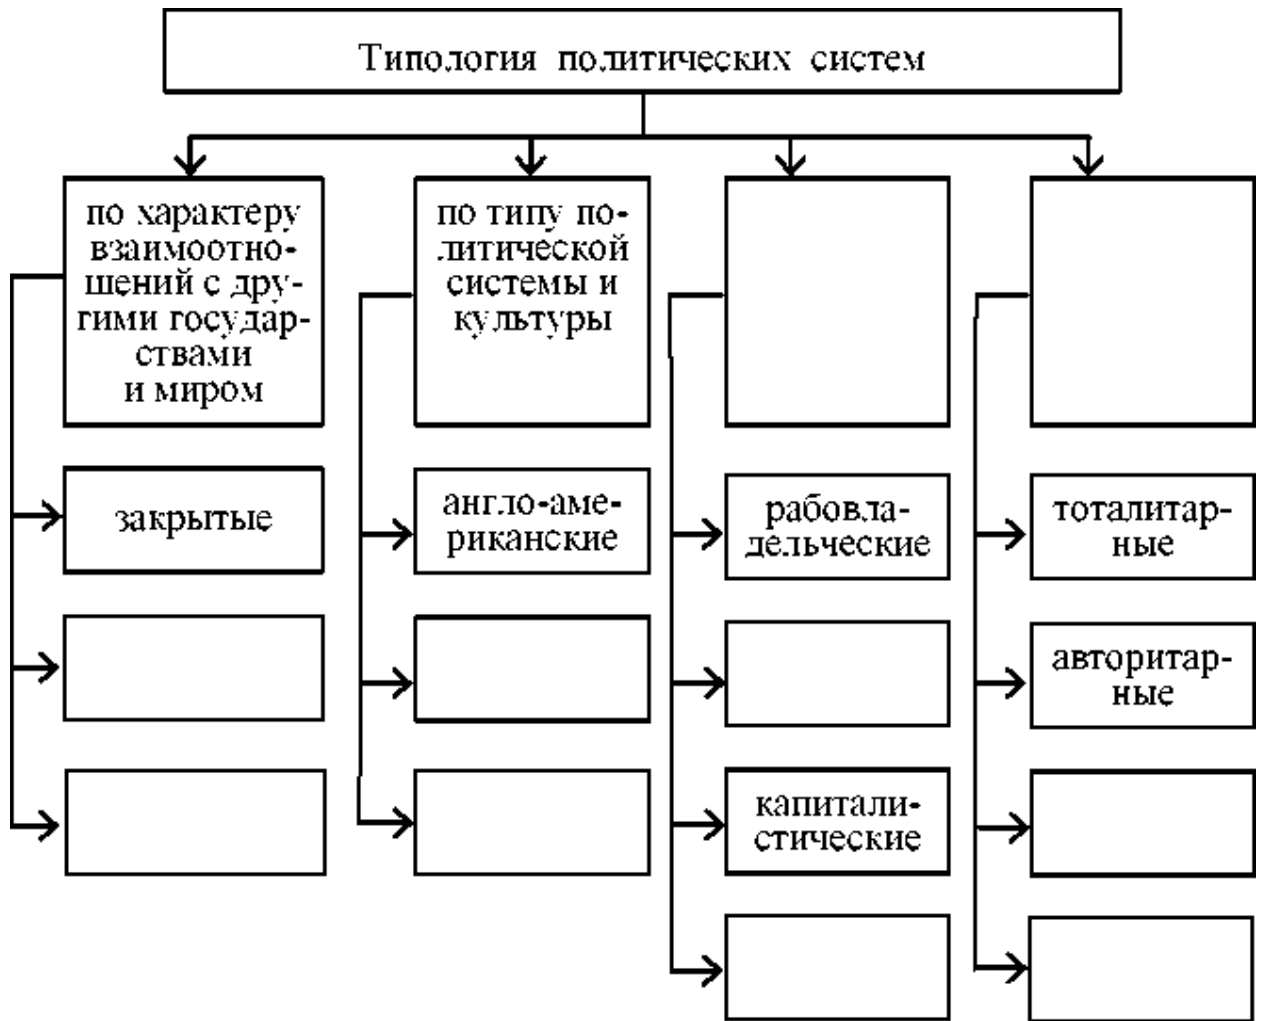 Типология политических систем
по характеру
взаимоотно-
шений с дру-
гими государ-
ствами
и миром
по типу по-
литической
системы и
культуры
закрытые
англо-аме-
риканские
рабовла-
дельческие
тоталитар-
ные
авторитар-
ные
капитали-
стические